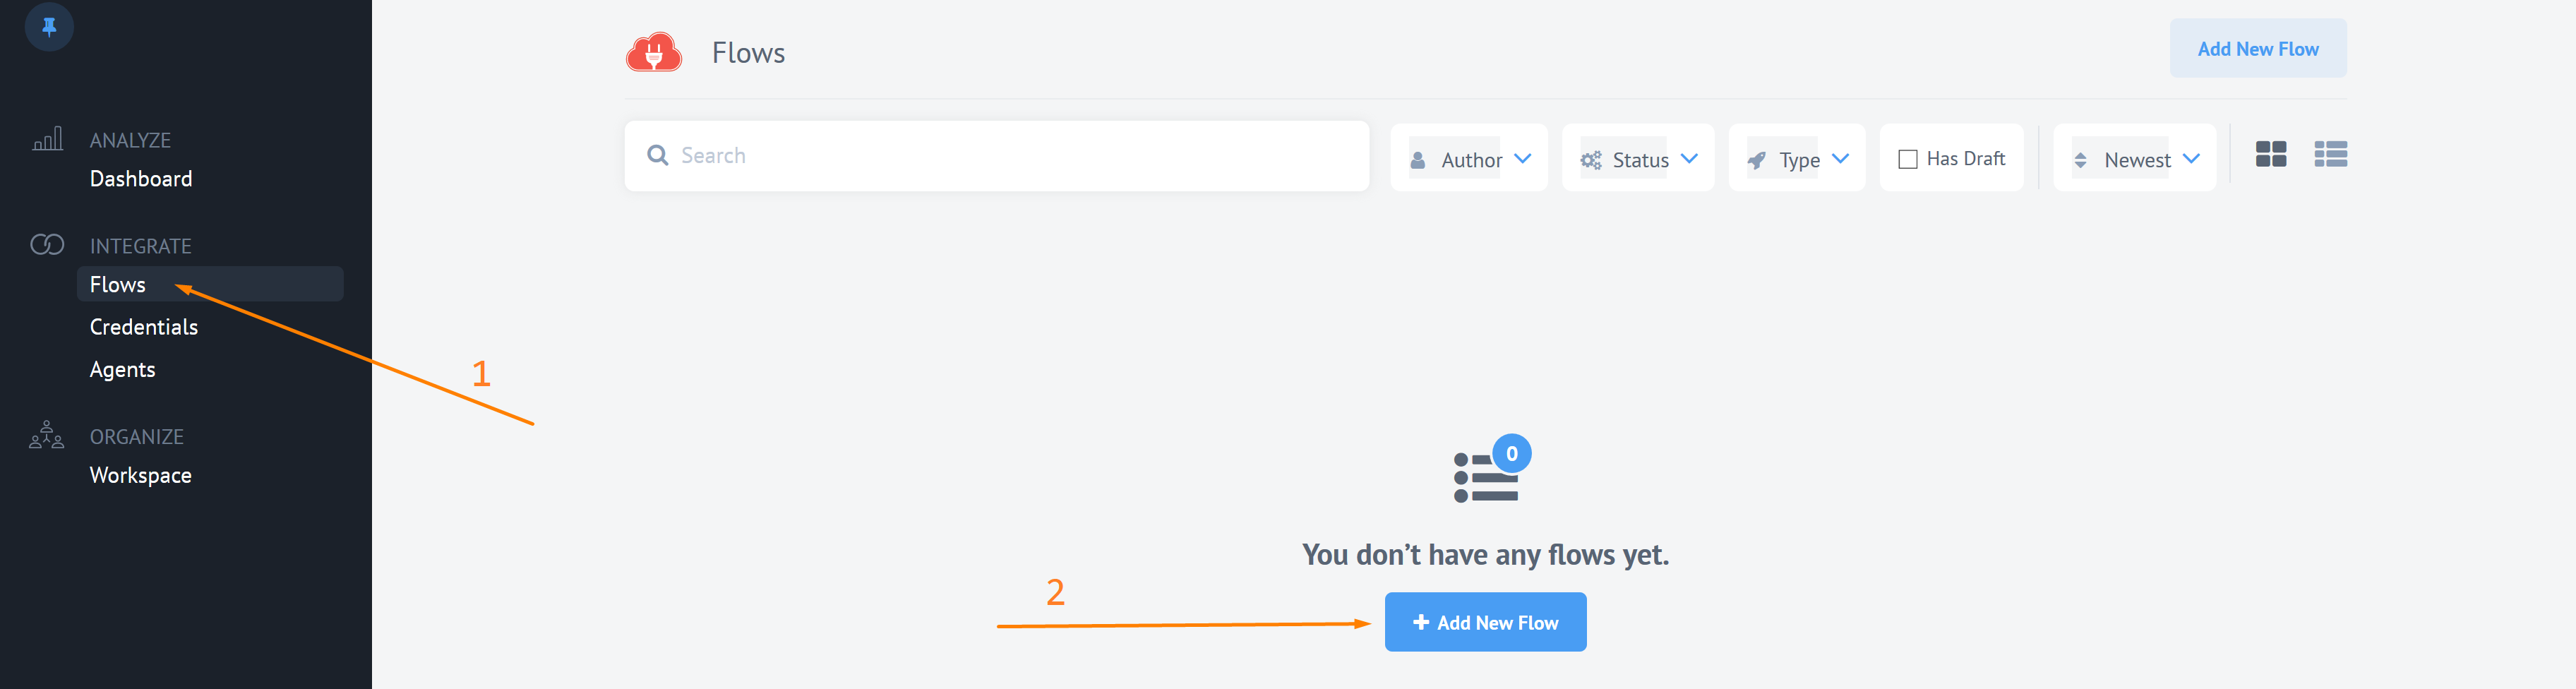 ANALYZE
Dashboard
INTEGRATE
Flows
Credentials
Agents
ORGANIZE
Workspace
1
Flows
Add New Flow
Search
Author
Status
Type
Has Draft
Newest
0
You don’t have any flows yet.
2
Add New Flow